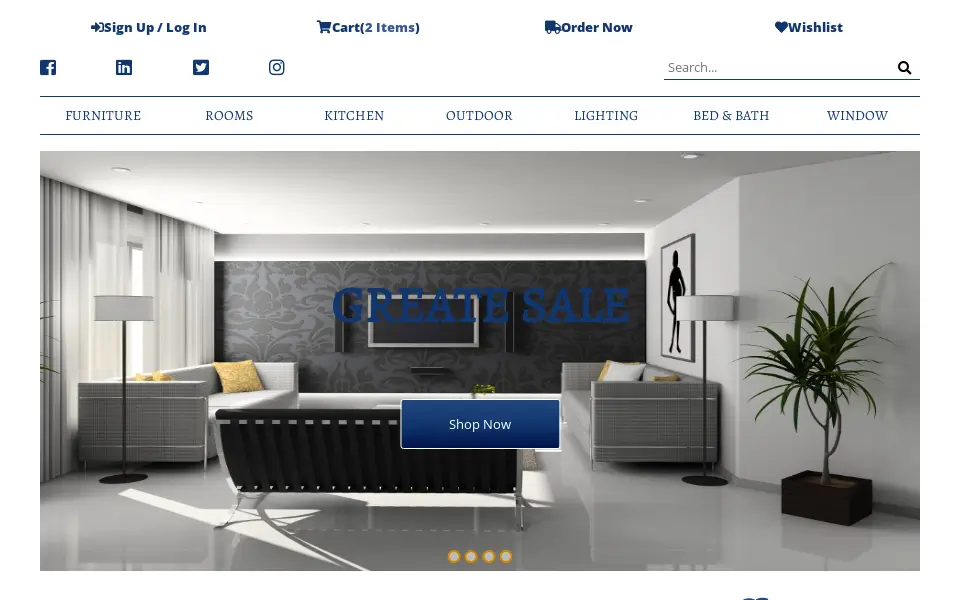 Sign Up / Log In
Cart(2 Items)
Order Now
Wishlist
Search...
FURNITURE
ROOMS
KITCHEN
OUTDOOR
LIGHTING
BED & BATH
WINDOW
GREATE SALE
Shop Now